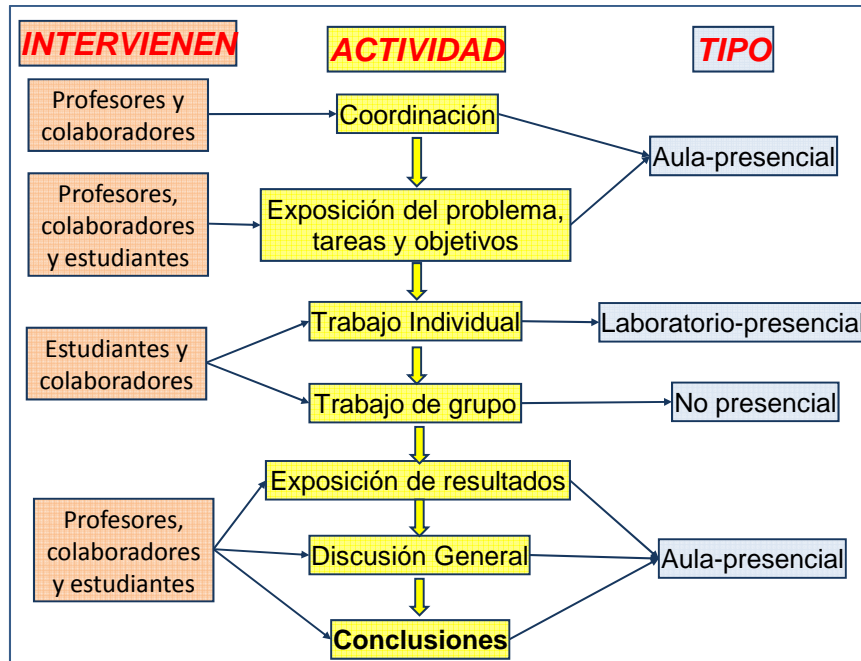 INTERVIENEN
ACTIVIDAD
TIPO
Profesores y
colaboradores
Coordinación
Aula-presencial
Profesores,
colaboradores
y estudiantes
Exposición del problema,
tareas y objetivos
Trabajo Individual
Laboratorio-presencial
Estudiantes y
colaboradores
Trabajo de grupo
No presencial
Exposición de resultados
Profesores,
colaboradores
y estudiantes
Discusión General
Aula-presencial
Conclusiones